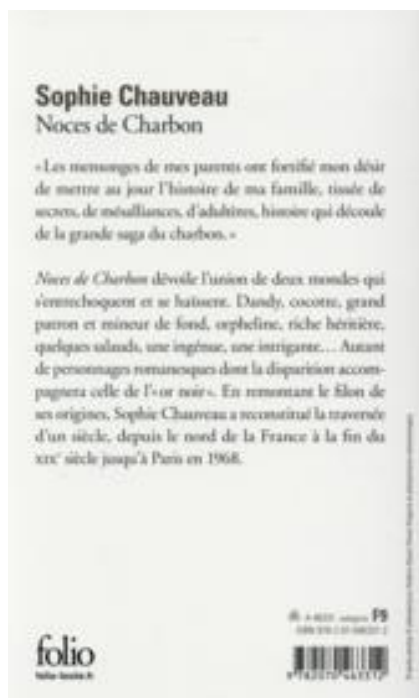 Sophie Chauveau
Noces de Charbon
« Les mensonges de mes parents ont fortifié mon désir
de mettre au jour l'histoire de ma famille, tissée de
secrets, de mésalliances, d'adultères, histoire qui découle
de la grande saga du charbon. »
Noces de Charbon dévoile l'union de deux mondes qui
s'entrechoquent et se haïssent. Dandy, cocotte, grand
patron et mineur de fond, orpheline, riche héritière,
quelques salauds, une ingénue, une intrigante… Autant
de personnages romanesques dont la disparition accom-
pagnera celle de l'« or noir ». En remontant le filon de
ses origines, Sophie Chauveau a reconstitué la traversée
d'un siècle, depuis le nord de la France à la fin du
XIXe siècle jusqu'à Paris en 1968.
catégorie F9
folio
folio-lesite.fr
9782070463312